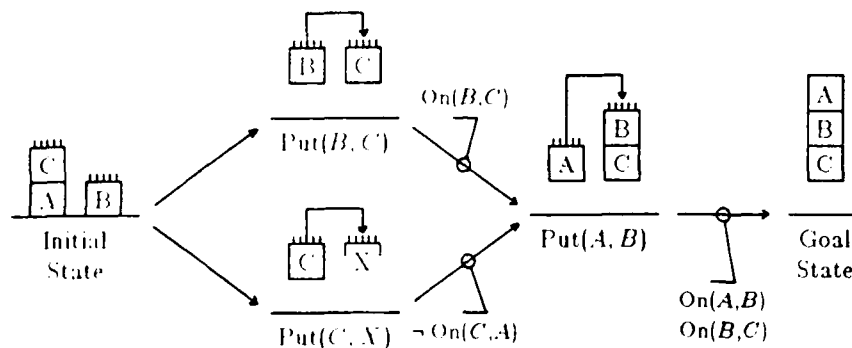 B C
On(B,C)
Put(B, C)
C
A B
Initial
State
C X
Put(C, X)
¬ On(C,A)
A
B
C
Put(A, B)
On(A,B)
On(B,C)
A
B
C
Goal
State